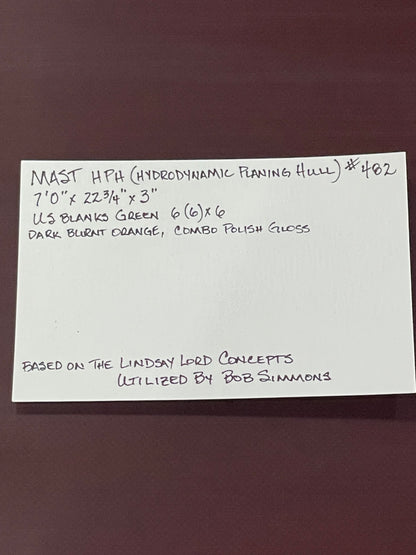 MAST HPH (HYDRODYNAMIC PLANING HULL) #482
7'0" x 22 3/4" x 3"
US BLANKS GREEN 6(6)x6
DARK BURNT ORANGE, COMBO POLISH GLOSS
BASED ON THE LINDSAY LORD CONCEPTS
UTILIZED BY BOB SIMMONS